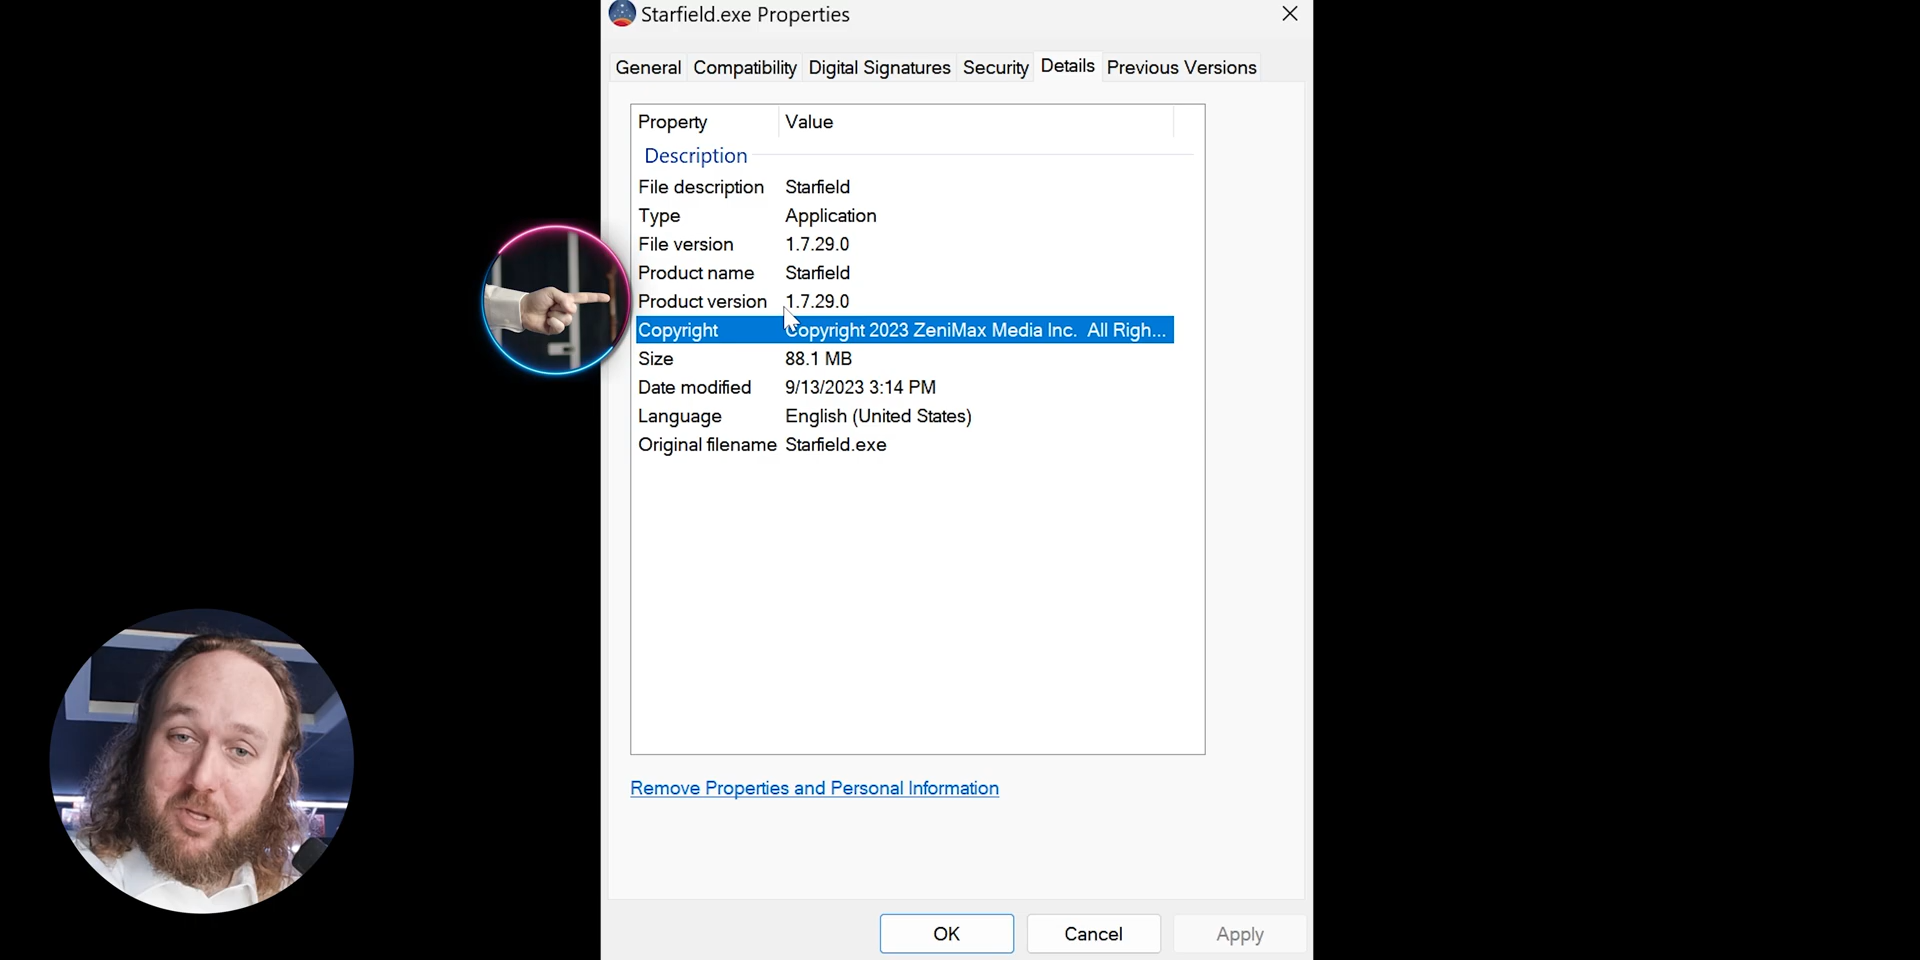 Starfield.exe Properties
General Compatibility Digital Signatures Security Details Previous Versions
Property Value
Description
File description Starfield
Type Application
File version 1.7.29.0
Product name Starfield
Product version 1.7.29.0
Copyright Copyright 2023 ZeniMax Media Inc. All Righ...
Size 88.1 MB
Date modified 9/13/2023 3:14 PM
Language English (United States)
Original filename Starfield.exe
Remove Properties and Personal Information
OK Cancel Apply